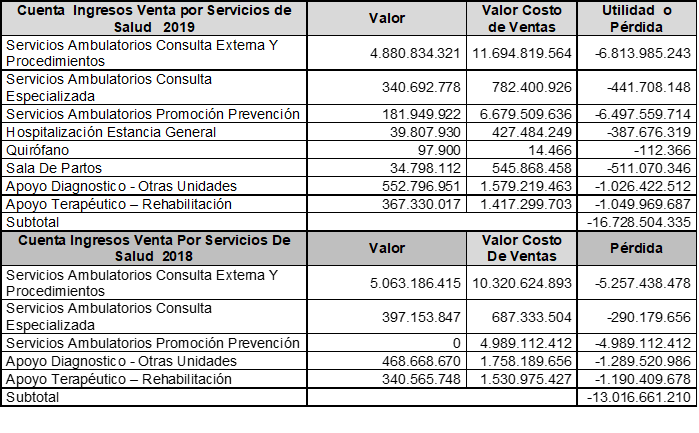 Cuenta Ingresos Venta por Servicios de Salud 2019 Valor Valor Costo de Ventas Utilidad o Pérdida
Servicios Ambulatorios Consulta Externa Y Procedimientos 4.880.834.321 11.694.819.564 -6.813.985.243
Servicios Ambulatorios Consulta Especializada 340.692.778 782.400.926 -441.708.148
Servicios Ambulatorios Promoción Prevención 181.949.922 6.679.509.636 -6.497.559.714
Hospitalización Estancia General 39.807.930 427.484.249 -387.676.319
Quirófano 97.900 14.466 -112.366
Sala De Partos 34.798.112 545.868.458 -511.070.346
Apoyo Diagnostico - Otras Unidades 552.796.951 1.579.219.463 -1.026.422.512
Apoyo Terapéutico – Rehabilitación 367.330.017 1.417.299.703 -1.049.969.687
Subtotal -16.728.504.335
Cuenta Ingresos Venta Por Servicios De Salud 2018 Valor Valor Costo De Ventas Pérdida
Servicios Ambulatorios Consulta Externa Y Procedimientos 5.063.186.415 10.320.624.893 -5.257.438.478
Servicios Ambulatorios Consulta Especializada 397.153.847 687.333.504 -290.179.656
Servicios Ambulatorios Promoción Prevención 0 4.989.112.412 -4.989.112.412
Apoyo Diagnostico - Otras Unidades 468.668.670 1.758.189.656 -1.289.520.986
Apoyo Terapéutico – Rehabilitación 340.565.748 1.530.975.427 -1.190.409.678
Subtotal -13.016.661.210